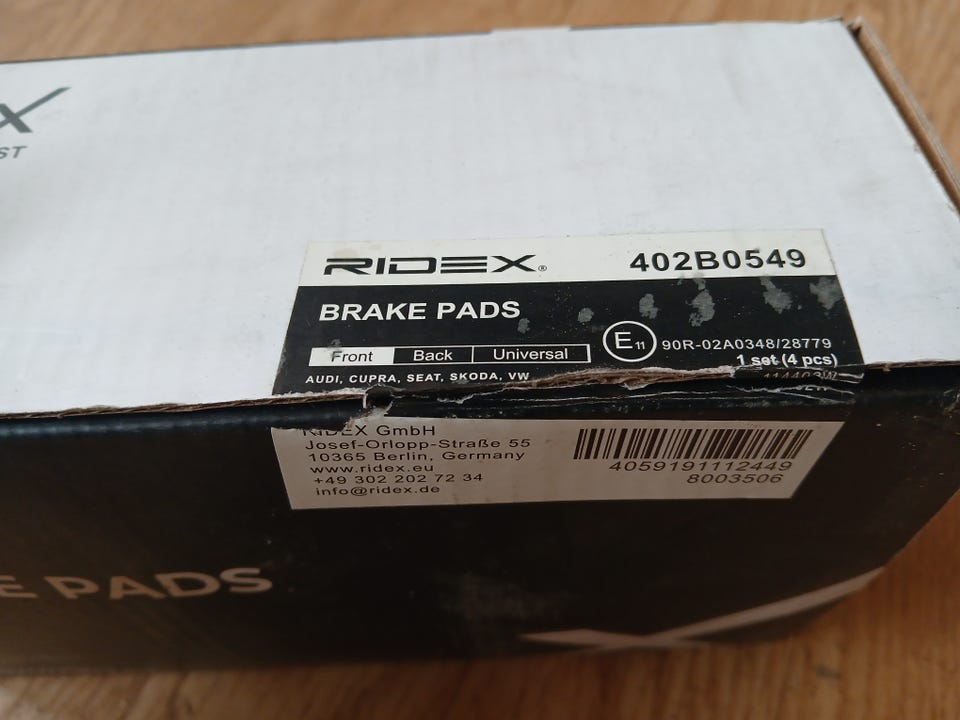 X
ST
RIDEX® 402B0549
BRAKE PADS
Front Back Universal
E11 90R-02A0348/28779
1 set (4 pcs)
AUDI, CUPRA, SEAT, SKODA, VW
RIDEX GmbH
Josef-Orlopp-Straße 55
10365 Berlin, Germany
www.ridex.eu
+49 302 202 72 34
info@ridex.de
4059191112449
8003506
E PADS